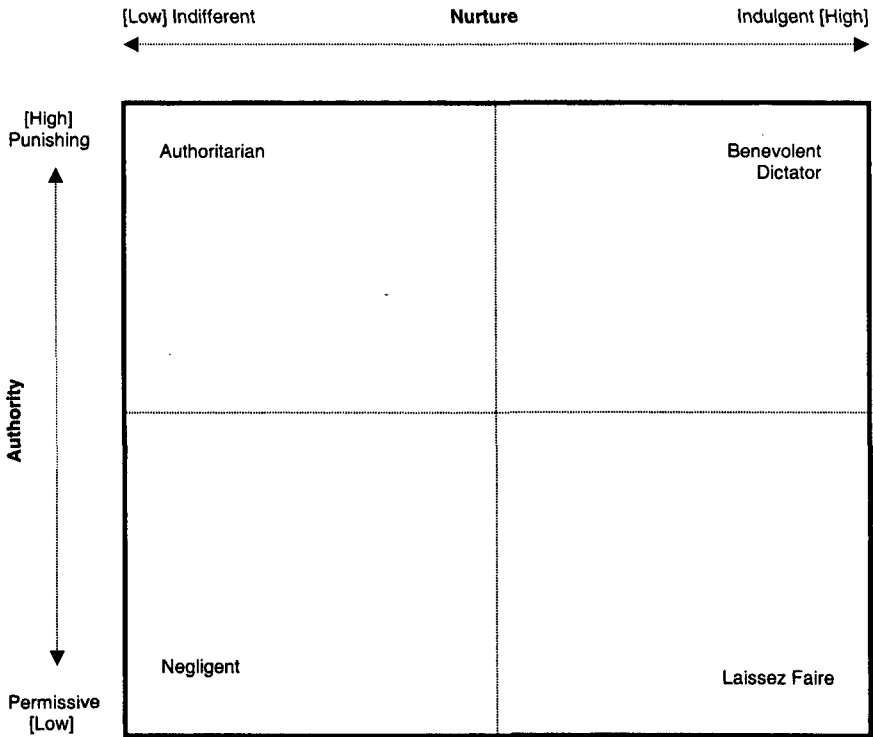 [Low] Indifferent Nurture Indulgent [High]
[High]
Punishing
Authoritarian
Benevolent
Dictator
Authority
Negligent
Laissez Faire
Permissive
[Low]